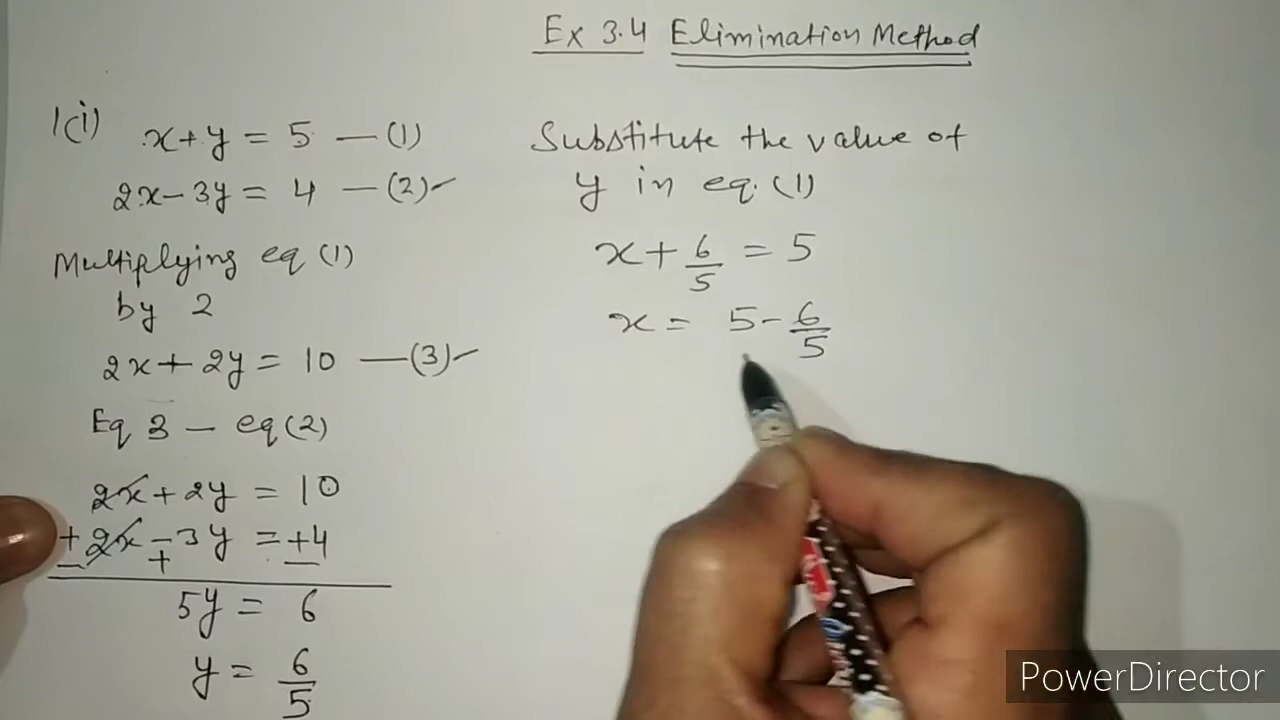 Ex 3.4 Elimination Method
1(i) x+y = 5 — (1)
2x-3y = 4 — (2)
Multiplying eq (1)
by 2
2x+2y = 10 — (3)
Eq 3 - eq (2)
2x+2y = 10
+2x-3y = +4
- + -
5y = 6
y = 6/5
Substitute the value of
y in eq. (1)
x + 6/5 = 5
x = 5 - 6/5
PowerDirector